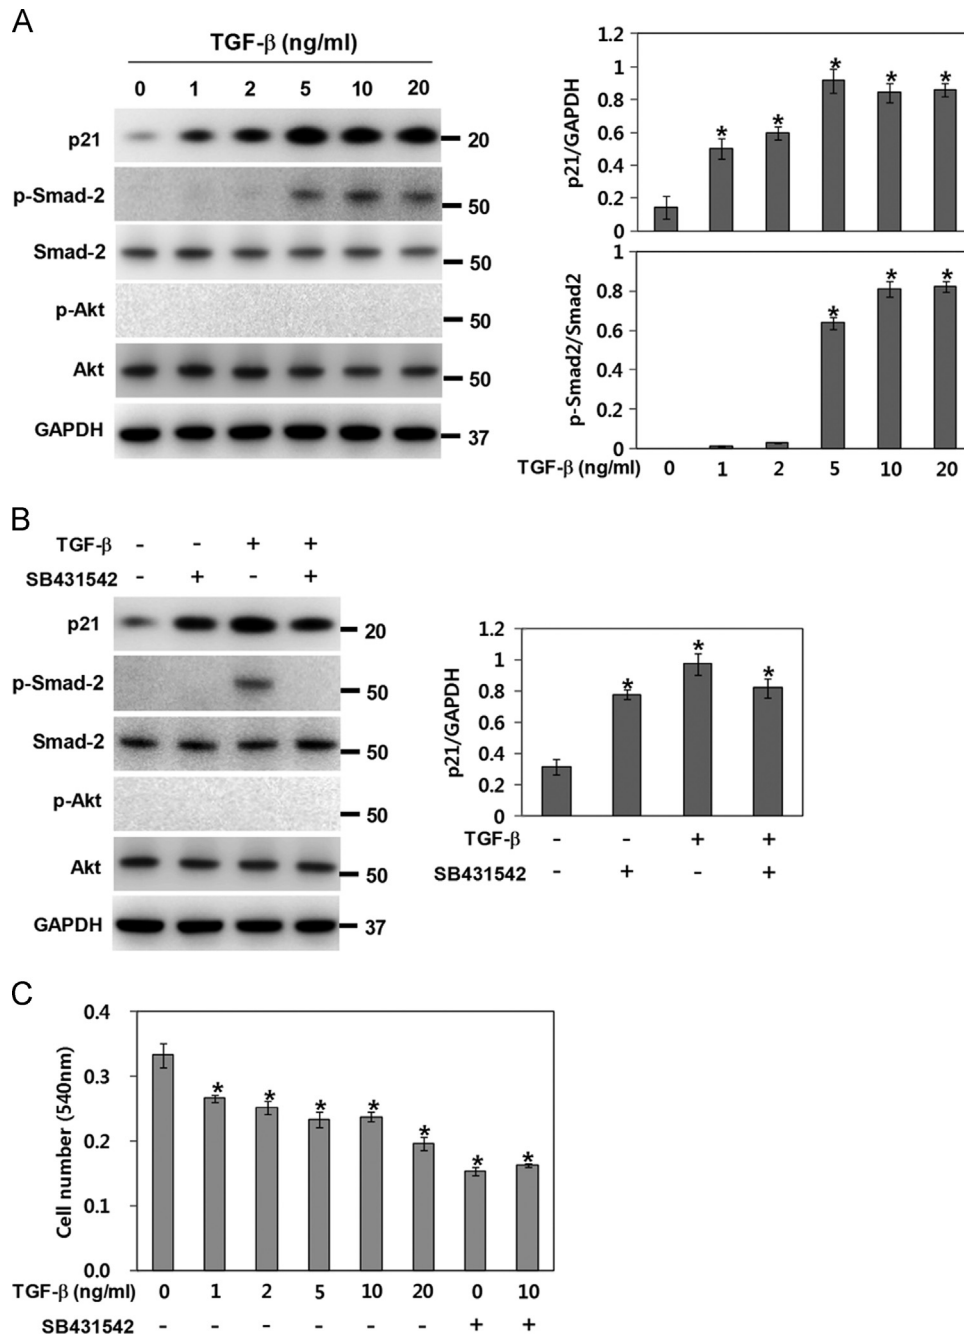 A
TGF-β (ng/ml)
0 1 2 5 10 20
p21
20
p-Smad-2
50
Smad-2
50
p-Akt
50
Akt
50
GAPDH
37
1.2
1
0.8
0.6
0.4
0.2
0
p21/GAPDH
* * * * *
1
0.8
0.6
0.4
0.2
0
p-Smad2/Smad2
* * *
TGF-β (ng/ml) 0 1 2 5 10 20
B
TGF-β - - + +
SB431542 - + - +
p21
20
p-Smad-2
50
Smad-2
50
p-Akt
50
Akt
50
GAPDH
37
1.2
1
0.8
0.6
0.4
0.2
0
p21/GAPDH
* * *
TGF-β - - + +
SB431542 - + - +
C
0.4
0.3
0.2
0.1
0.0
Cell number (540nm)
* * * * * * *
TGF-β (ng/ml) 0 1 2 5 10 20 0 10
SB431542 - - - - - - + +